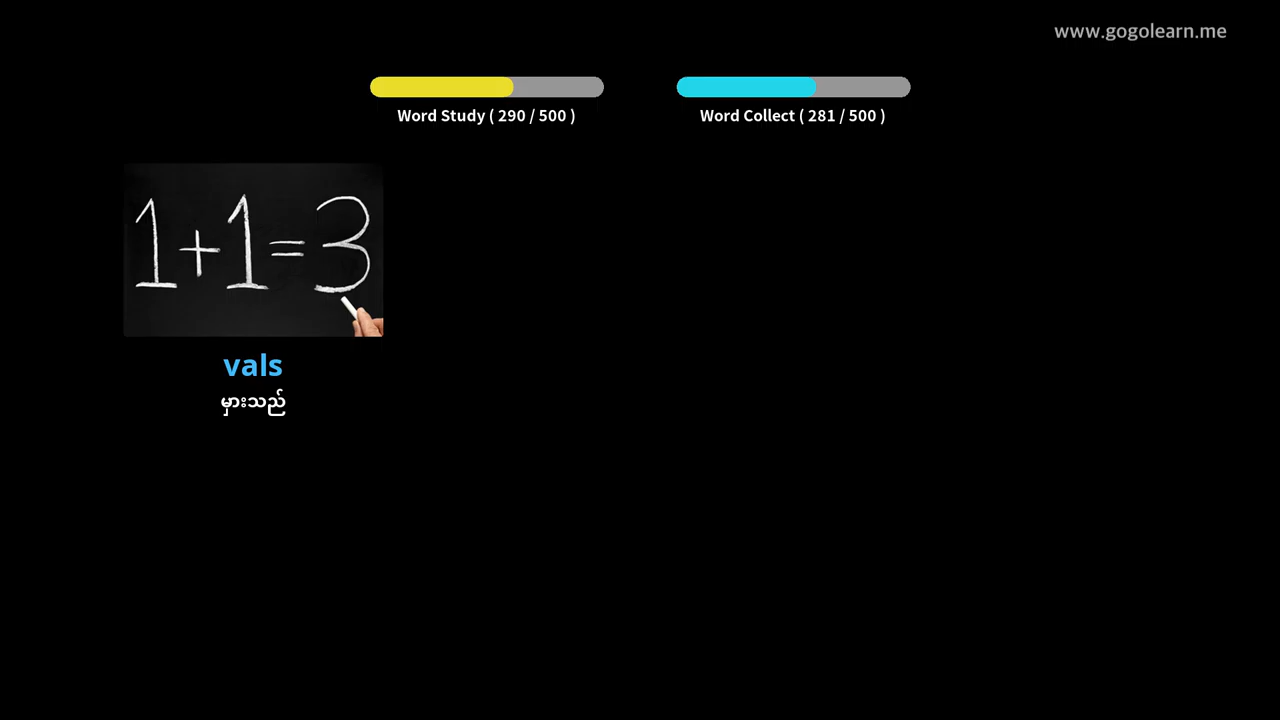 www.gogolearn.me
Word Study ( 290 / 500 )
Word Collect ( 281 / 500 )
1+1=3
vals
မှားသည်